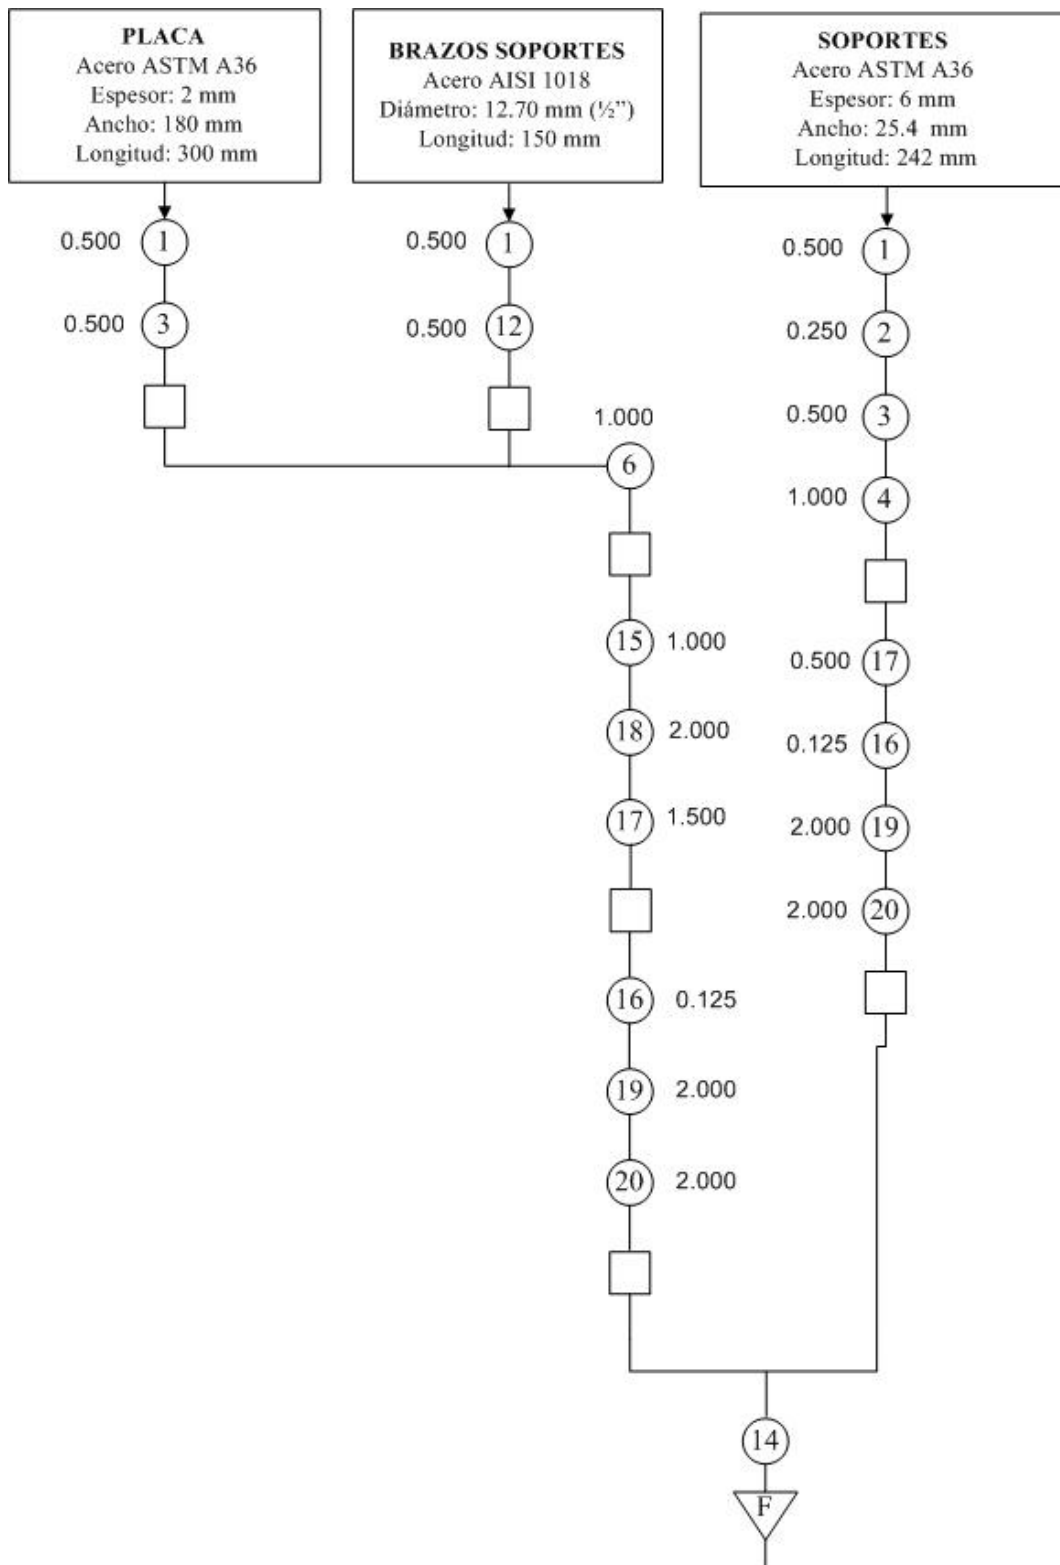 PLACA
Acero ASTM A36
Espesor: 2 mm
Ancho: 180 mm
Longitud: 300 mm
BRAZOS SOPORTES
Acero AISI 1018
Diámetro: 12.70 mm (½”)
Longitud: 150 mm
SOPORTES
Acero ASTM A36
Espesor: 6 mm
Ancho: 25.4 mm
Longitud: 242 mm
0.500 1
0.500 3
0.500 1
0.500 12
1.000
6
15 1.000
18 2.000
17 1.500
16 0.125
19 2.000
20 2.000
0.500 1
0.250 2
0.500 3
1.000 4
0.500 17
0.125 16
2.000 19
2.000 20
14
F